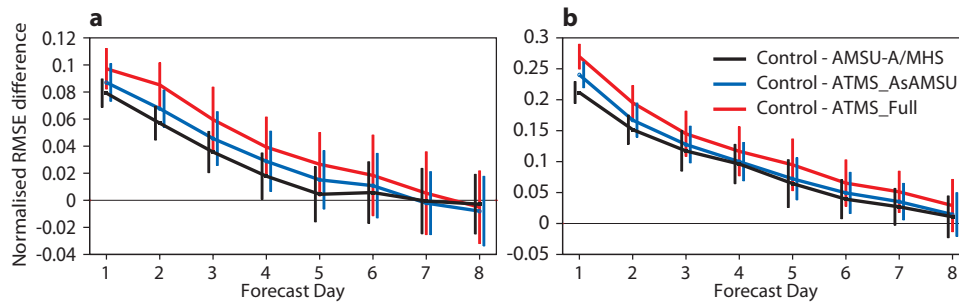 a
Normalised RMSE difference
0.12
0.1
0.08
0.06
0.04
0.02
0
-0.02
-0.04
1 2 3 4 5 6 7 8
Forecast Day
b
0.3
0.25
0.2
0.15
0.1
0.05
0
-0.05
Control - AMSU-A/MHS
Control - ATMS_AsAMSU
Control - ATMS_Full
1 2 3 4 5 6 7 8
Forecast Day